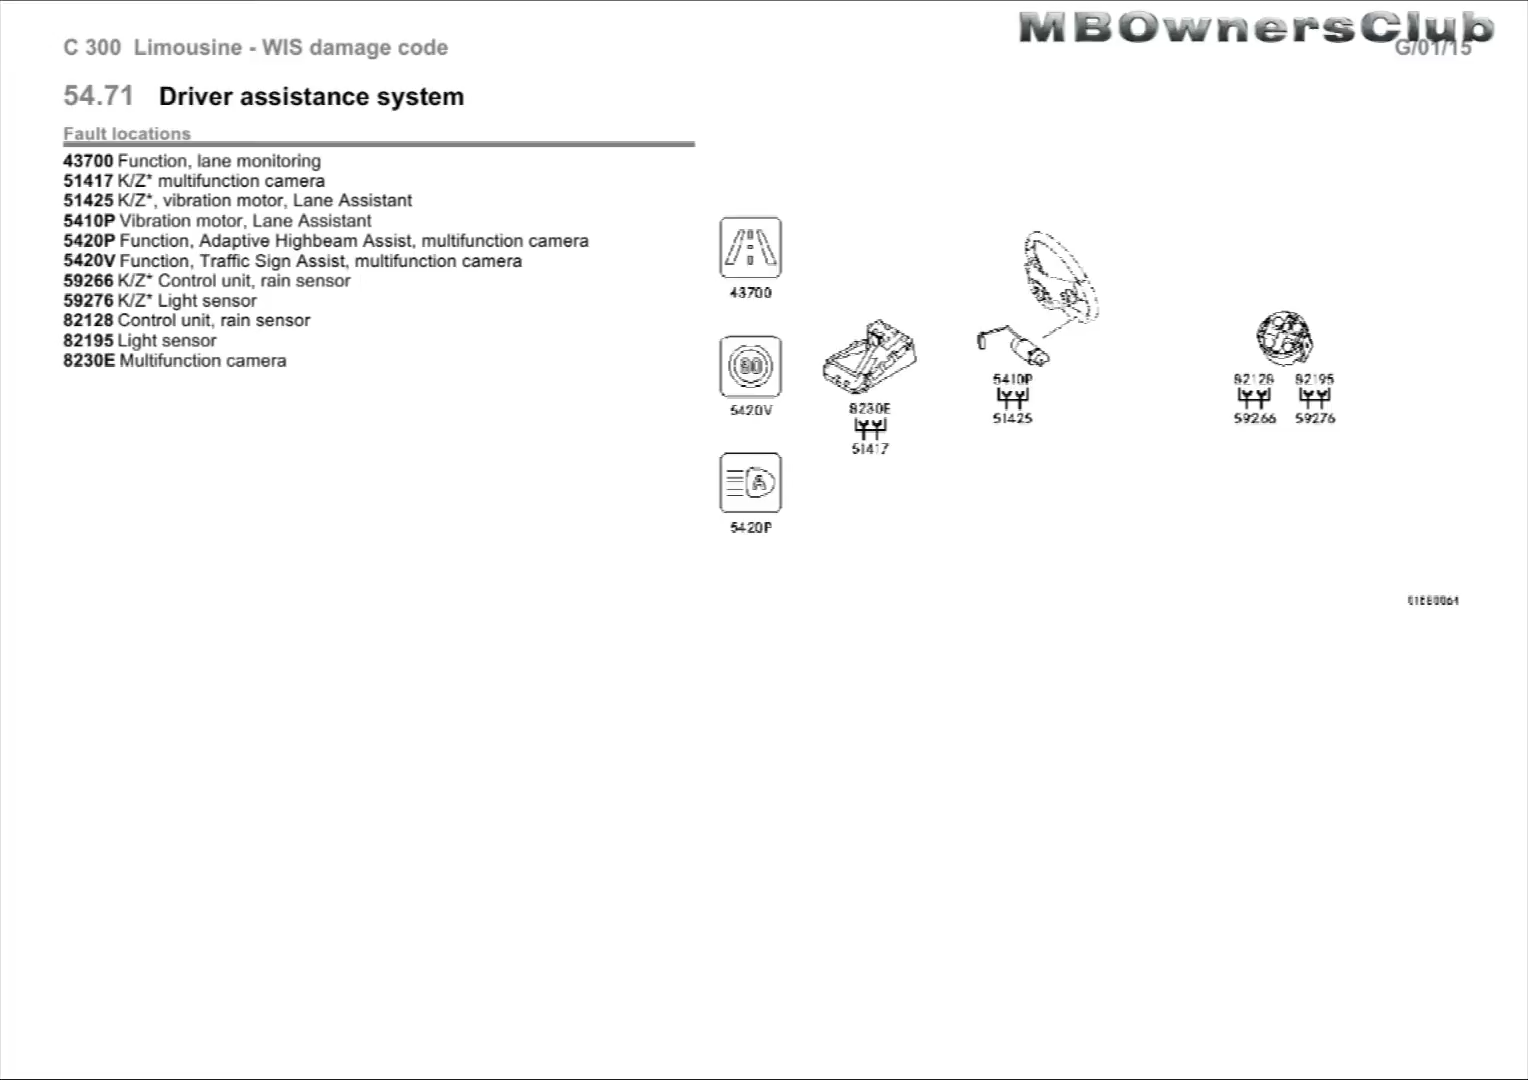 MBOwnersClub
C 300 Limousine - WIS damage code
G/01/15
54.71 Driver assistance system
Fault locations
43700 Function, lane monitoring
51417 K/Z* multifunction camera
51425 K/Z*, vibration motor, Lane Assistant
5410P Vibration motor, Lane Assistant
5420P Function, Adaptive Highbeam Assist, multifunction camera
5420V Function, Traffic Sign Assist, multifunction camera
59266 K/Z* Control unit, rain sensor
59276 K/Z* Light sensor
82128 Control unit, rain sensor
82195 Light sensor
8230E Multifunction camera
43700
80
5420V
A
5420P
8230E
51417
5410P
51425
82128 82195
59266 59276